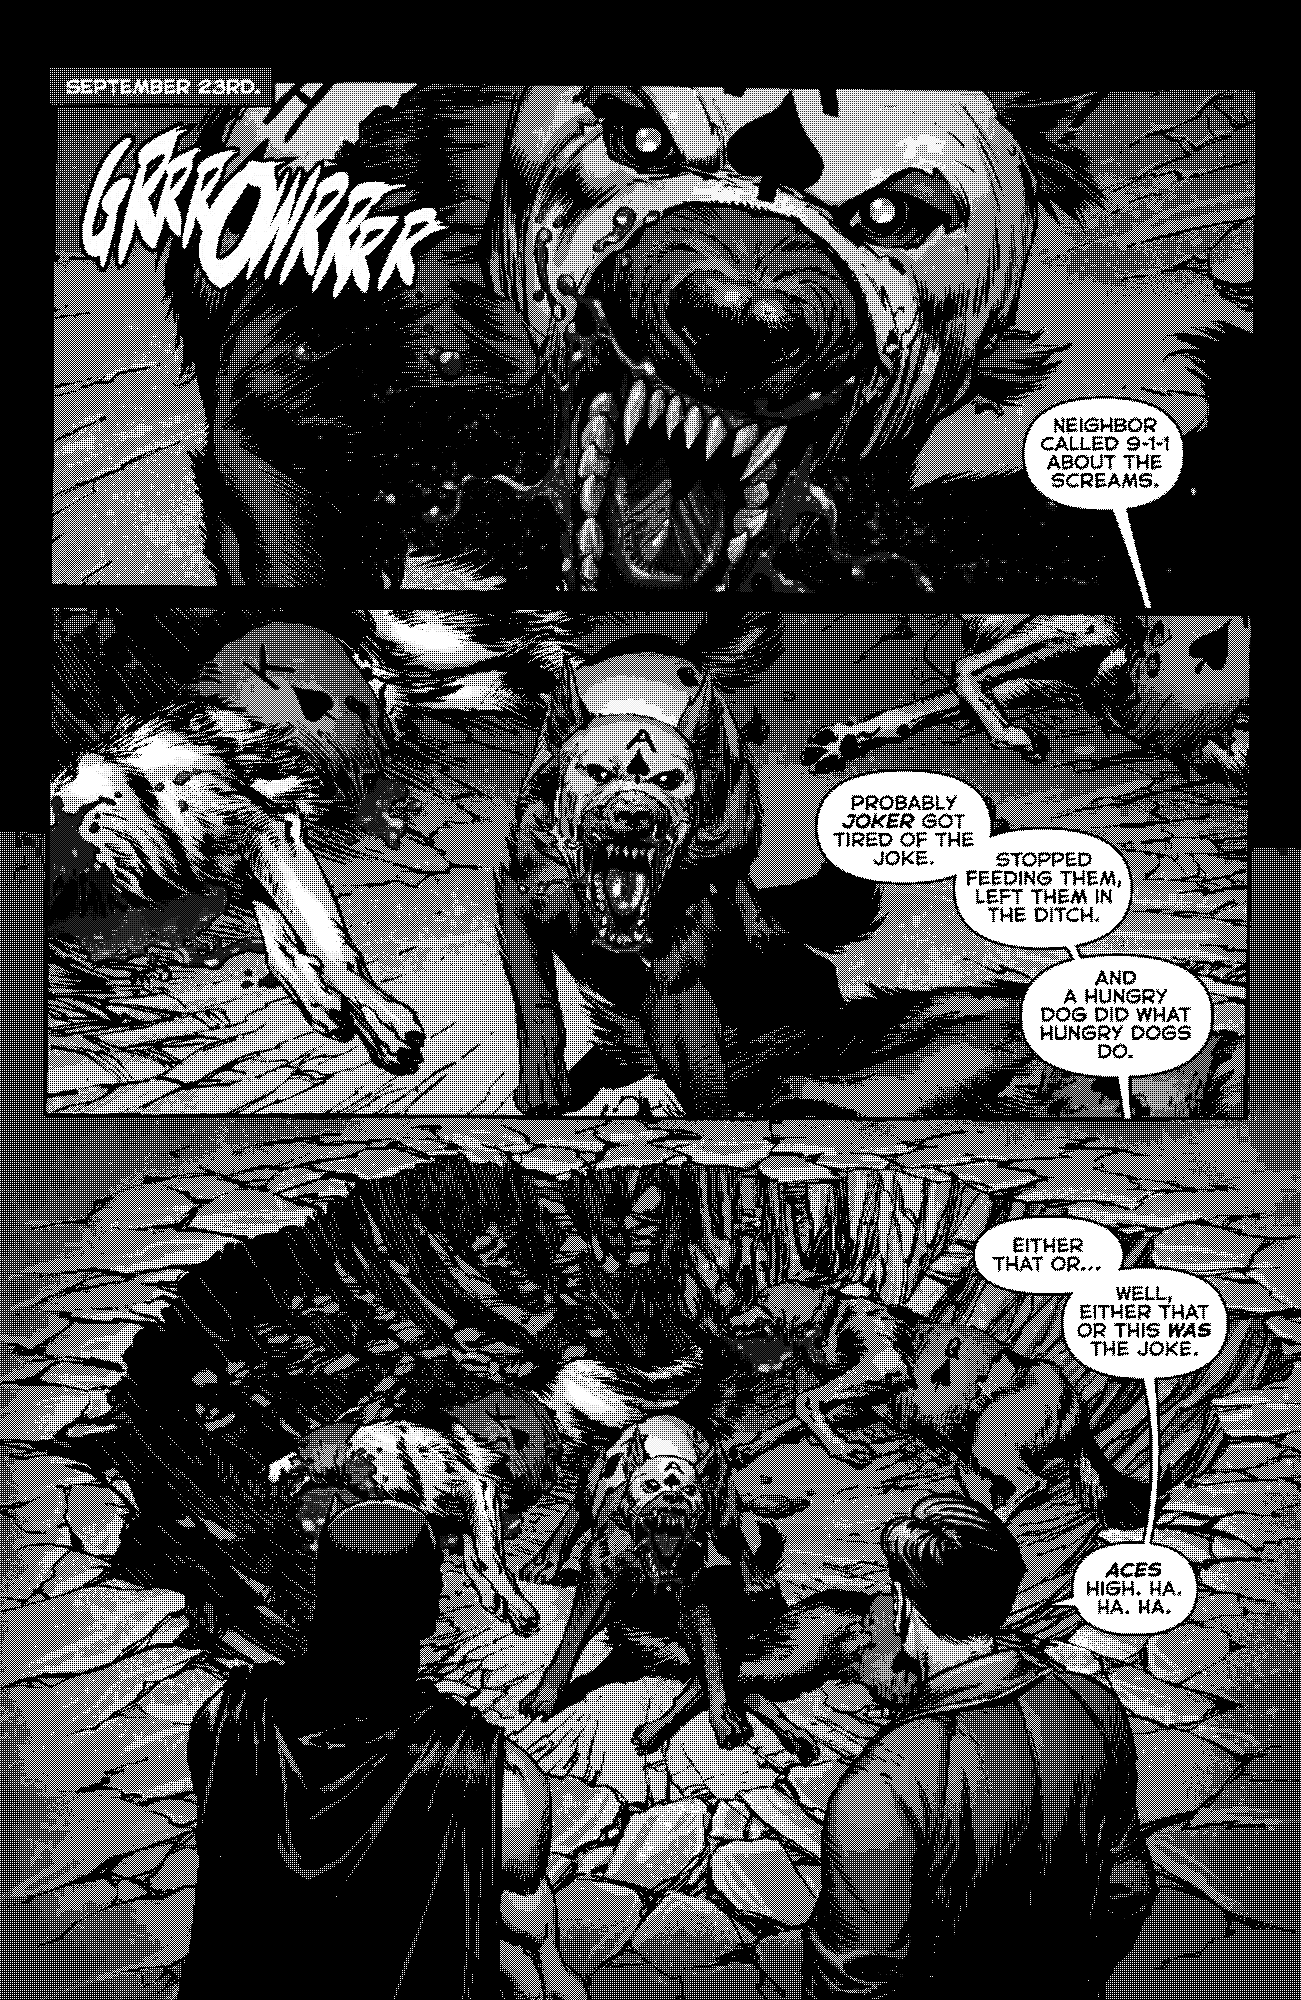 SEPTEMBER 23RD.
GRRROWRRRR
NEIGHBOR
CALLED 9-1-1
ABOUT THE
SCREAMS.
K
A
PROBABLY
JOKER GOT
TIRED OF THE
JOKE.
STOPPED
FEEDING THEM,
LEFT THEM IN
THE DITCH.
AND
A HUNGRY
DOG DID WHAT
HUNGRY DOGS
DO.
EITHER
THAT OR...
WELL,
EITHER THAT
OR THIS WAS
THE JOKE.
ACES
HIGH. HA.
HA. HA.